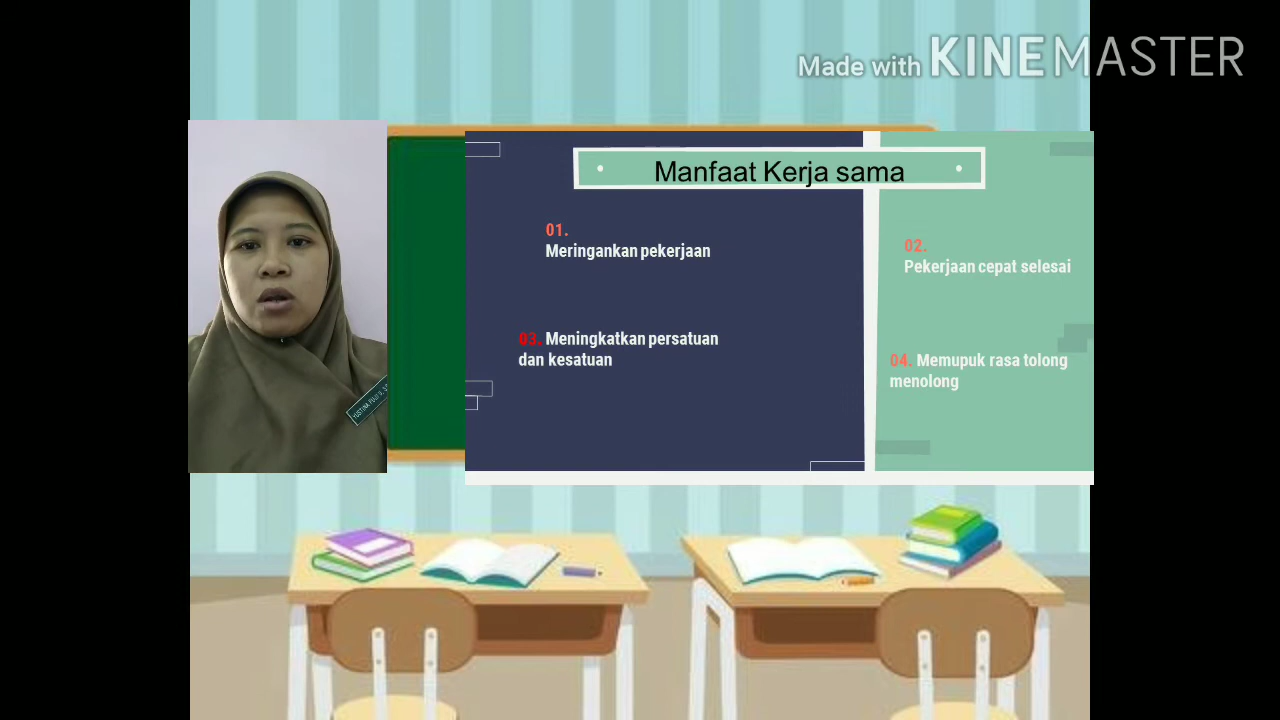 Made with KINEMASTER
Manfaat Kerja sama
01.
Meringankan pekerjaan
02.
Pekerjaan cepat selesai
03. Meningkatkan persatuan
dan kesatuan
04. Memupuk rasa tolong
menolong